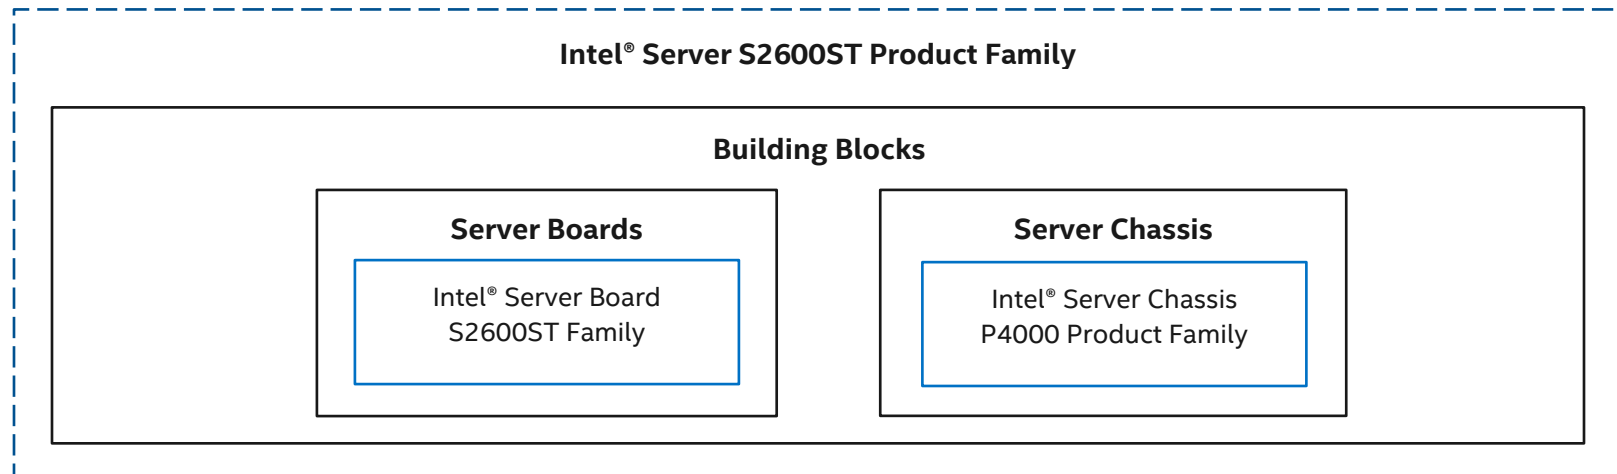 Intel® Server S2600ST Product Family
Building Blocks
Server Boards
Intel® Server Board
S2600ST Family
Server Chassis
Intel® Server Chassis
P4000 Product Family